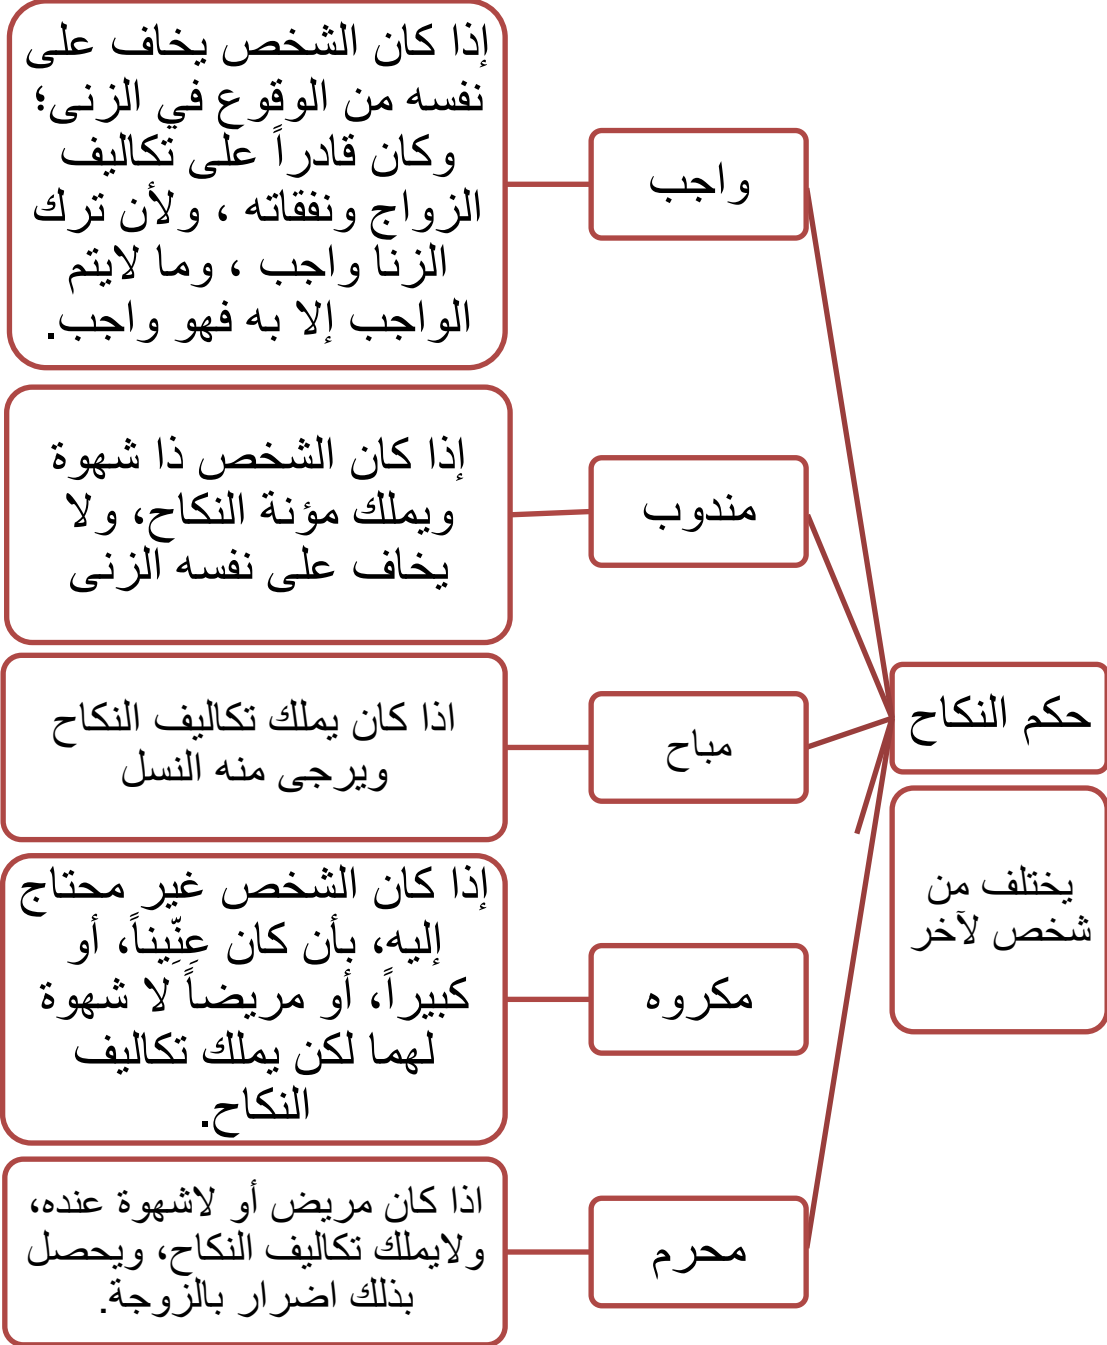 حكم النكاح
يختلف من
شخص لآخر
واجب
إذا كان الشخص يخاف على
نفسه من الوقوع في الزنى؛
وكان قادراً على تكاليف
الزواج ونفقاته ، ولأن ترك
الزنا واجب ، وما لايتم
الواجب إلا به فهو واجب.
مندوب
إذا كان الشخص ذا شهوة
ويملك مؤنة النكاح، ولا
يخاف على نفسه الزنى
مباح
اذا كان يملك تكاليف النكاح
ويرجى منه النسل
مكروه
إذا كان الشخص غير محتاج
إليه، بأن كان عِنِّيناً، أو
كبيراً، أو مريضاً لا شهوة
لهما لكن يملك تكاليف
النكاح.
محرم
اذا كان مريض أو لاشهوة عنده،
ولايملك تكاليف النكاح، ويحصل
بذلك اضرار بالزوجة.